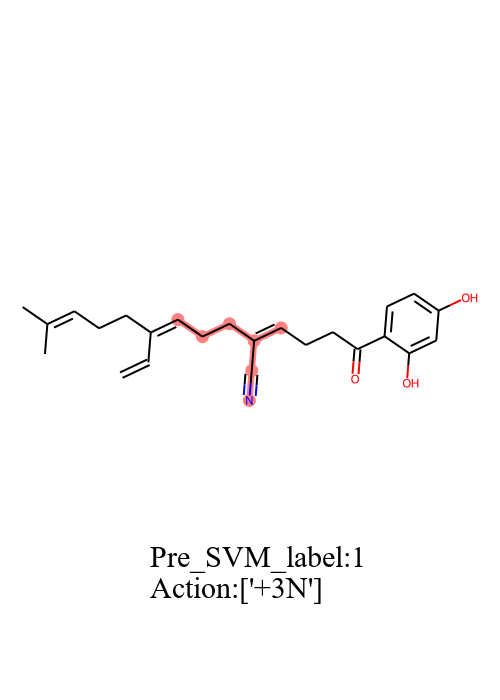 OH
O
OH
N
Pre_SVM_label:1
Action:['+3N']